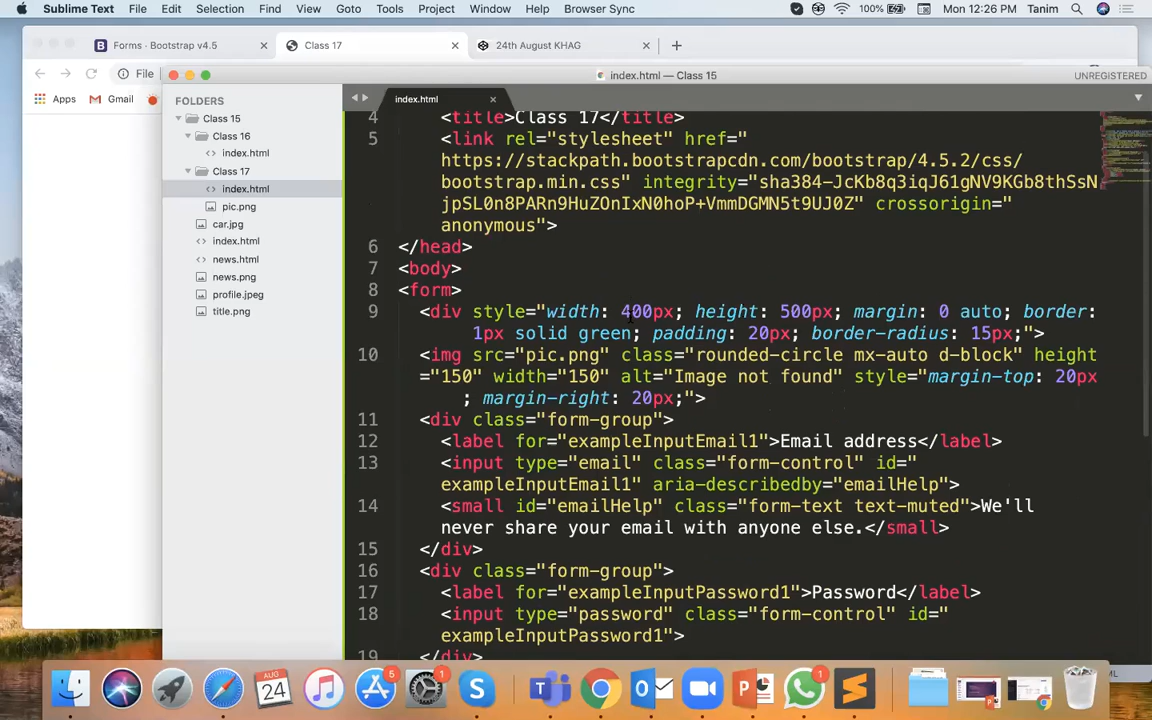 Sublime Text File Edit Selection Find View Goto Tools Project Window Help Browser Sync 100% Mon 12:26 PM Tanim
B Forms · Bootstrap v4.5 × Class 17 × 24th August KHAG × +
File
index.html — Class 15 UNREGISTERED
Apps Gmail
FOLDERS
index.html ×
Class 15
Class 16
index.html
Class 17
index.html
pic.png
car.jpg
index.html
news.html
news.png
profile.jpeg
title.png
4 <title>Class 17</title>
5 <link rel="stylesheet" href="
https://stackpath.bootstrapcdn.com/bootstrap/4.5.2/css/
bootstrap.min.css" integrity="sha384-JcKb8q3iqJ61gNV9KGb8thSsN
jpSL0n8PARn9HuZOnIxN0hoP+VmmDGMN5t9UJ0Z" crossorigin="
anonymous">
6 </head>
7 <body>
8 <form>
9 <div style="width: 400px; height: 500px; margin: 0 auto; border:
1px solid green; padding: 20px; border-radius: 15px;">
10 <img src="pic.png" class="rounded-circle mx-auto d-block" height
="150" width="150" alt="Image not found" style="margin-top: 20px
; margin-right: 20px;">
11 <div class="form-group">
12 <label for="exampleInputEmail1">Email address</label>
13 <input type="email" class="form-control" id="
exampleInputEmail1" aria-describedby="emailHelp">
14 <small id="emailHelp" class="form-text text-muted">We'll
never share your email with anyone else.</small>
15 </div>
16 <div class="form-group">
17 <label for="exampleInputPassword1">Password</label>
18 <input type="password" class="form-control" id="
exampleInputPassword1">
19 </div>
AUG
24
5
1
1